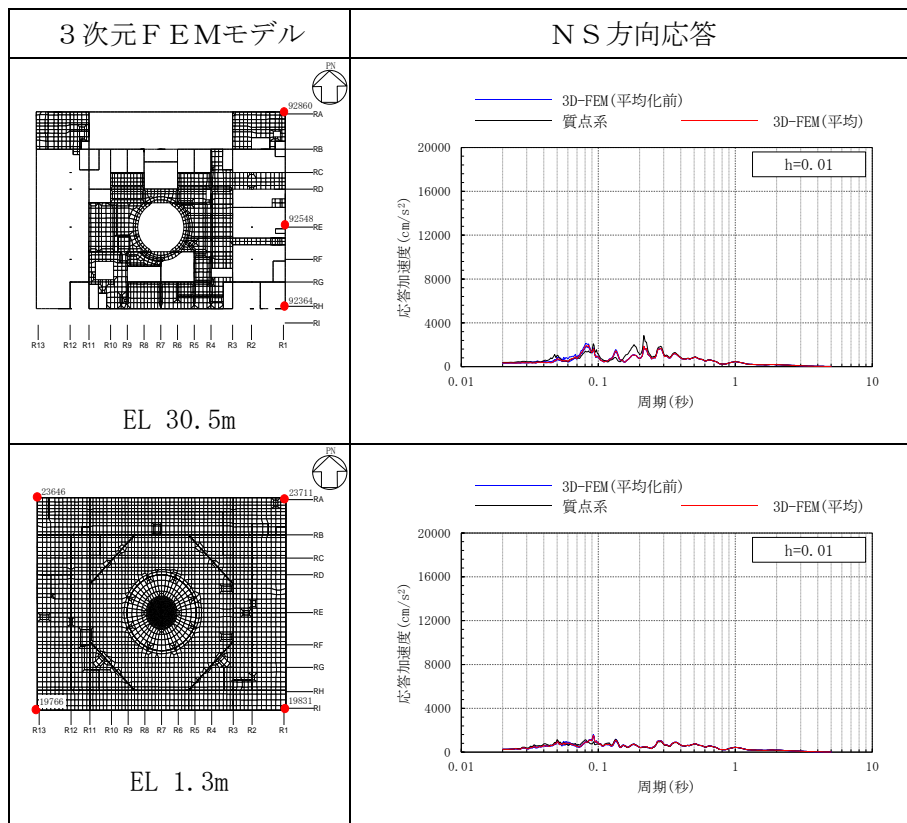 3次元FEMモデル
NS方向応答
PN
92860
RA
RB
RC
RD
92548
RE
RF
RG
92364
RH
RI
R13 R12 R11 R10 R9 R8 R7 R6 R5 R4 R3 R2 R1
EL 30.5m
3D-FEM(平均化前)
質点系 3D-FEM(平均)
h=0.01
20000
16000
12000
8000
4000
0
応答加速度(cm/s²)
0.01 0.1 1 10
周期(秒)
PN
23646 23711
RA
RB
RC
RD
RE
RF
RG
RH
19766 19831
RI
R13 R12 R11 R10 R9 R8 R7 R6 R5 R4 R3 R2 R1
EL 1.3m
3D-FEM(平均化前)
質点系 3D-FEM(平均)
h=0.01
20000
16000
12000
8000
4000
0
応答加速度(cm/s²)
0.01 0.1 1 10
周期(秒)